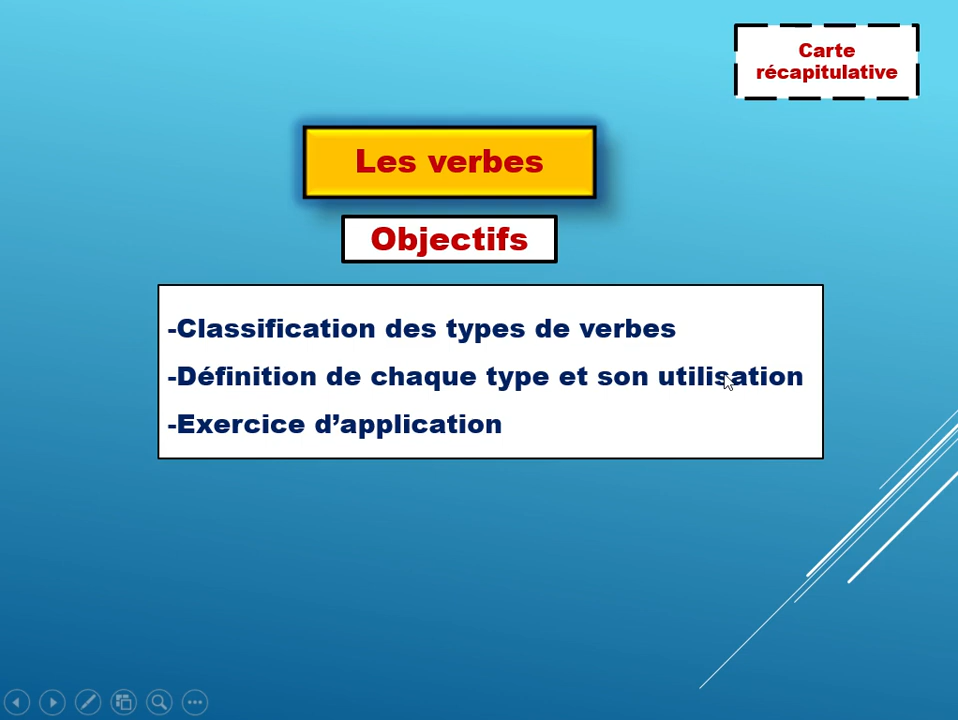 Carte
récapitulative
Les verbes
Objectifs
-Classification des types de verbes
-Définition de chaque type et son utilisation
-Exercice d’application